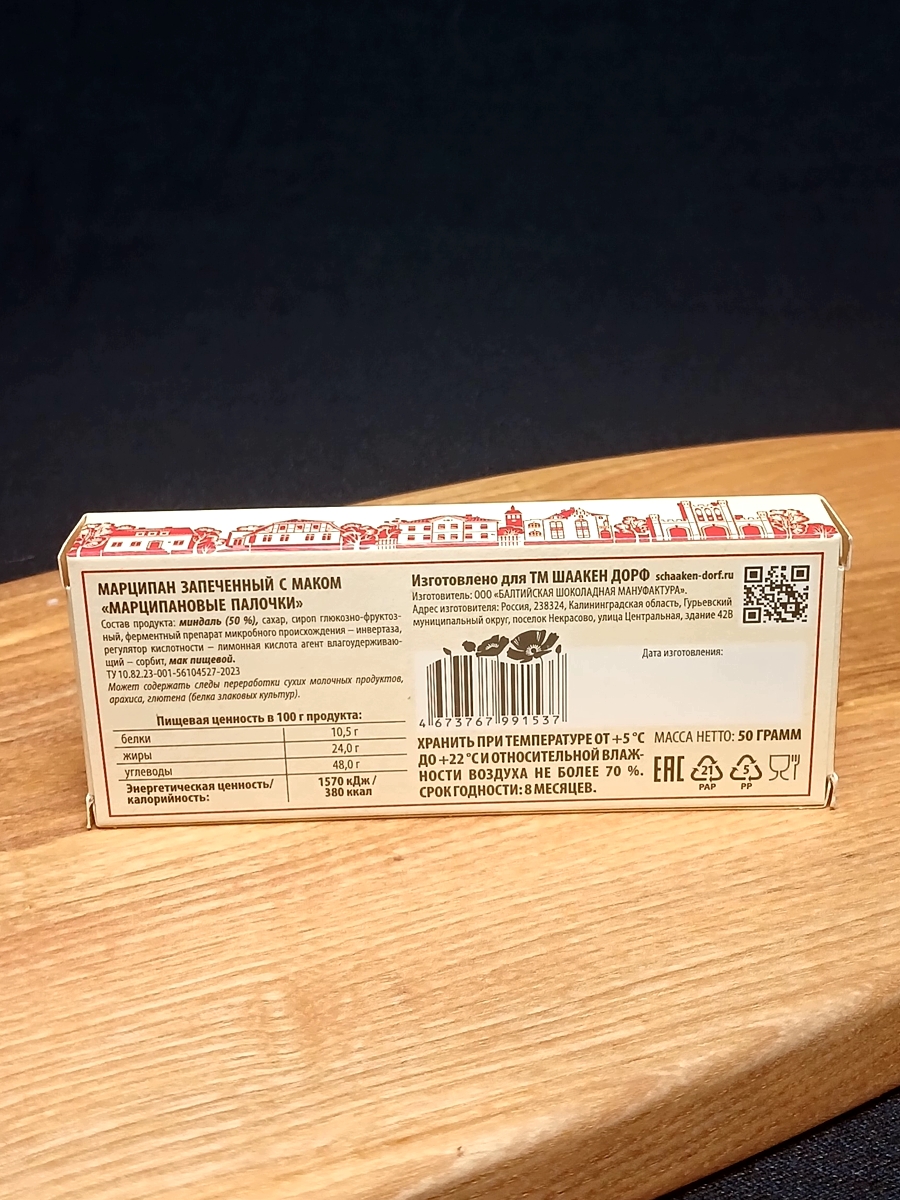 МАРЦИПАН ЗАПЕЧЕННЫЙ С МАКОМ
«МАРЦИПАНОВЫЕ ПАЛОЧКИ»
Состав продукта: миндаль (50 %), сахар, сироп глюкозно-фруктоз-
ный, ферментный препарат микробного происхождения – инвертаза,
регулятор кислотности – лимонная кислота агент влагоудерживаю-
щий – сорбит, мак пищевой.
ТУ 10.82.23-001-56104527-2023
Может содержать следы переработки сухих молочных продуктов,
арахиса, глютена (белка злаковых культур).
Пищевая ценность в 100 г продукта:
белки 10,5 г
жиры 24,0 г
углеводы 48,0 г
Энергетическая ценность/ 1570 кДж /
калорийность: 380 ккал
Изготовлено для ТМ ШААКЕН ДОРФ schaaken-dorf.ru
Изготовитель: ООО «БАЛТИЙСКАЯ ШОКОЛАДНАЯ МАНУФАКТУРА».
Адрес изготовителя: Россия, 238324, Калининградская область, Гурьевский
муниципальный округ, поселок Некрасово, улица Центральная, здание 42В
Дата изготовления:
4 673767 991537
ХРАНИТЬ ПРИ ТЕМПЕРАТУРЕ ОТ +5 °С
ДО +22 °С И ОТНОСИТЕЛЬНОЙ ВЛАЖ-
НОСТИ ВОЗДУХА НЕ БОЛЕЕ 70 %.
СРОК ГОДНОСТИ: 8 МЕСЯЦЕВ.
МАССА НЕТТО: 50 ГРАММ
EAC 21 5
PAP PP